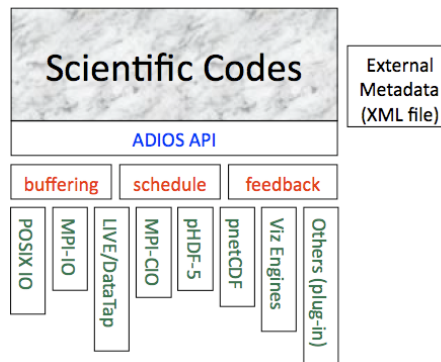 Scientific Codes
External
Metadata
(XML file)
ADIOS API
buffering
schedule
feedback
POSIX IO
MPI-IO
LIVE/DataTap
MPI-CIO
pHDF-5
pnetCDF
Viz Engines
Others (plug-in)